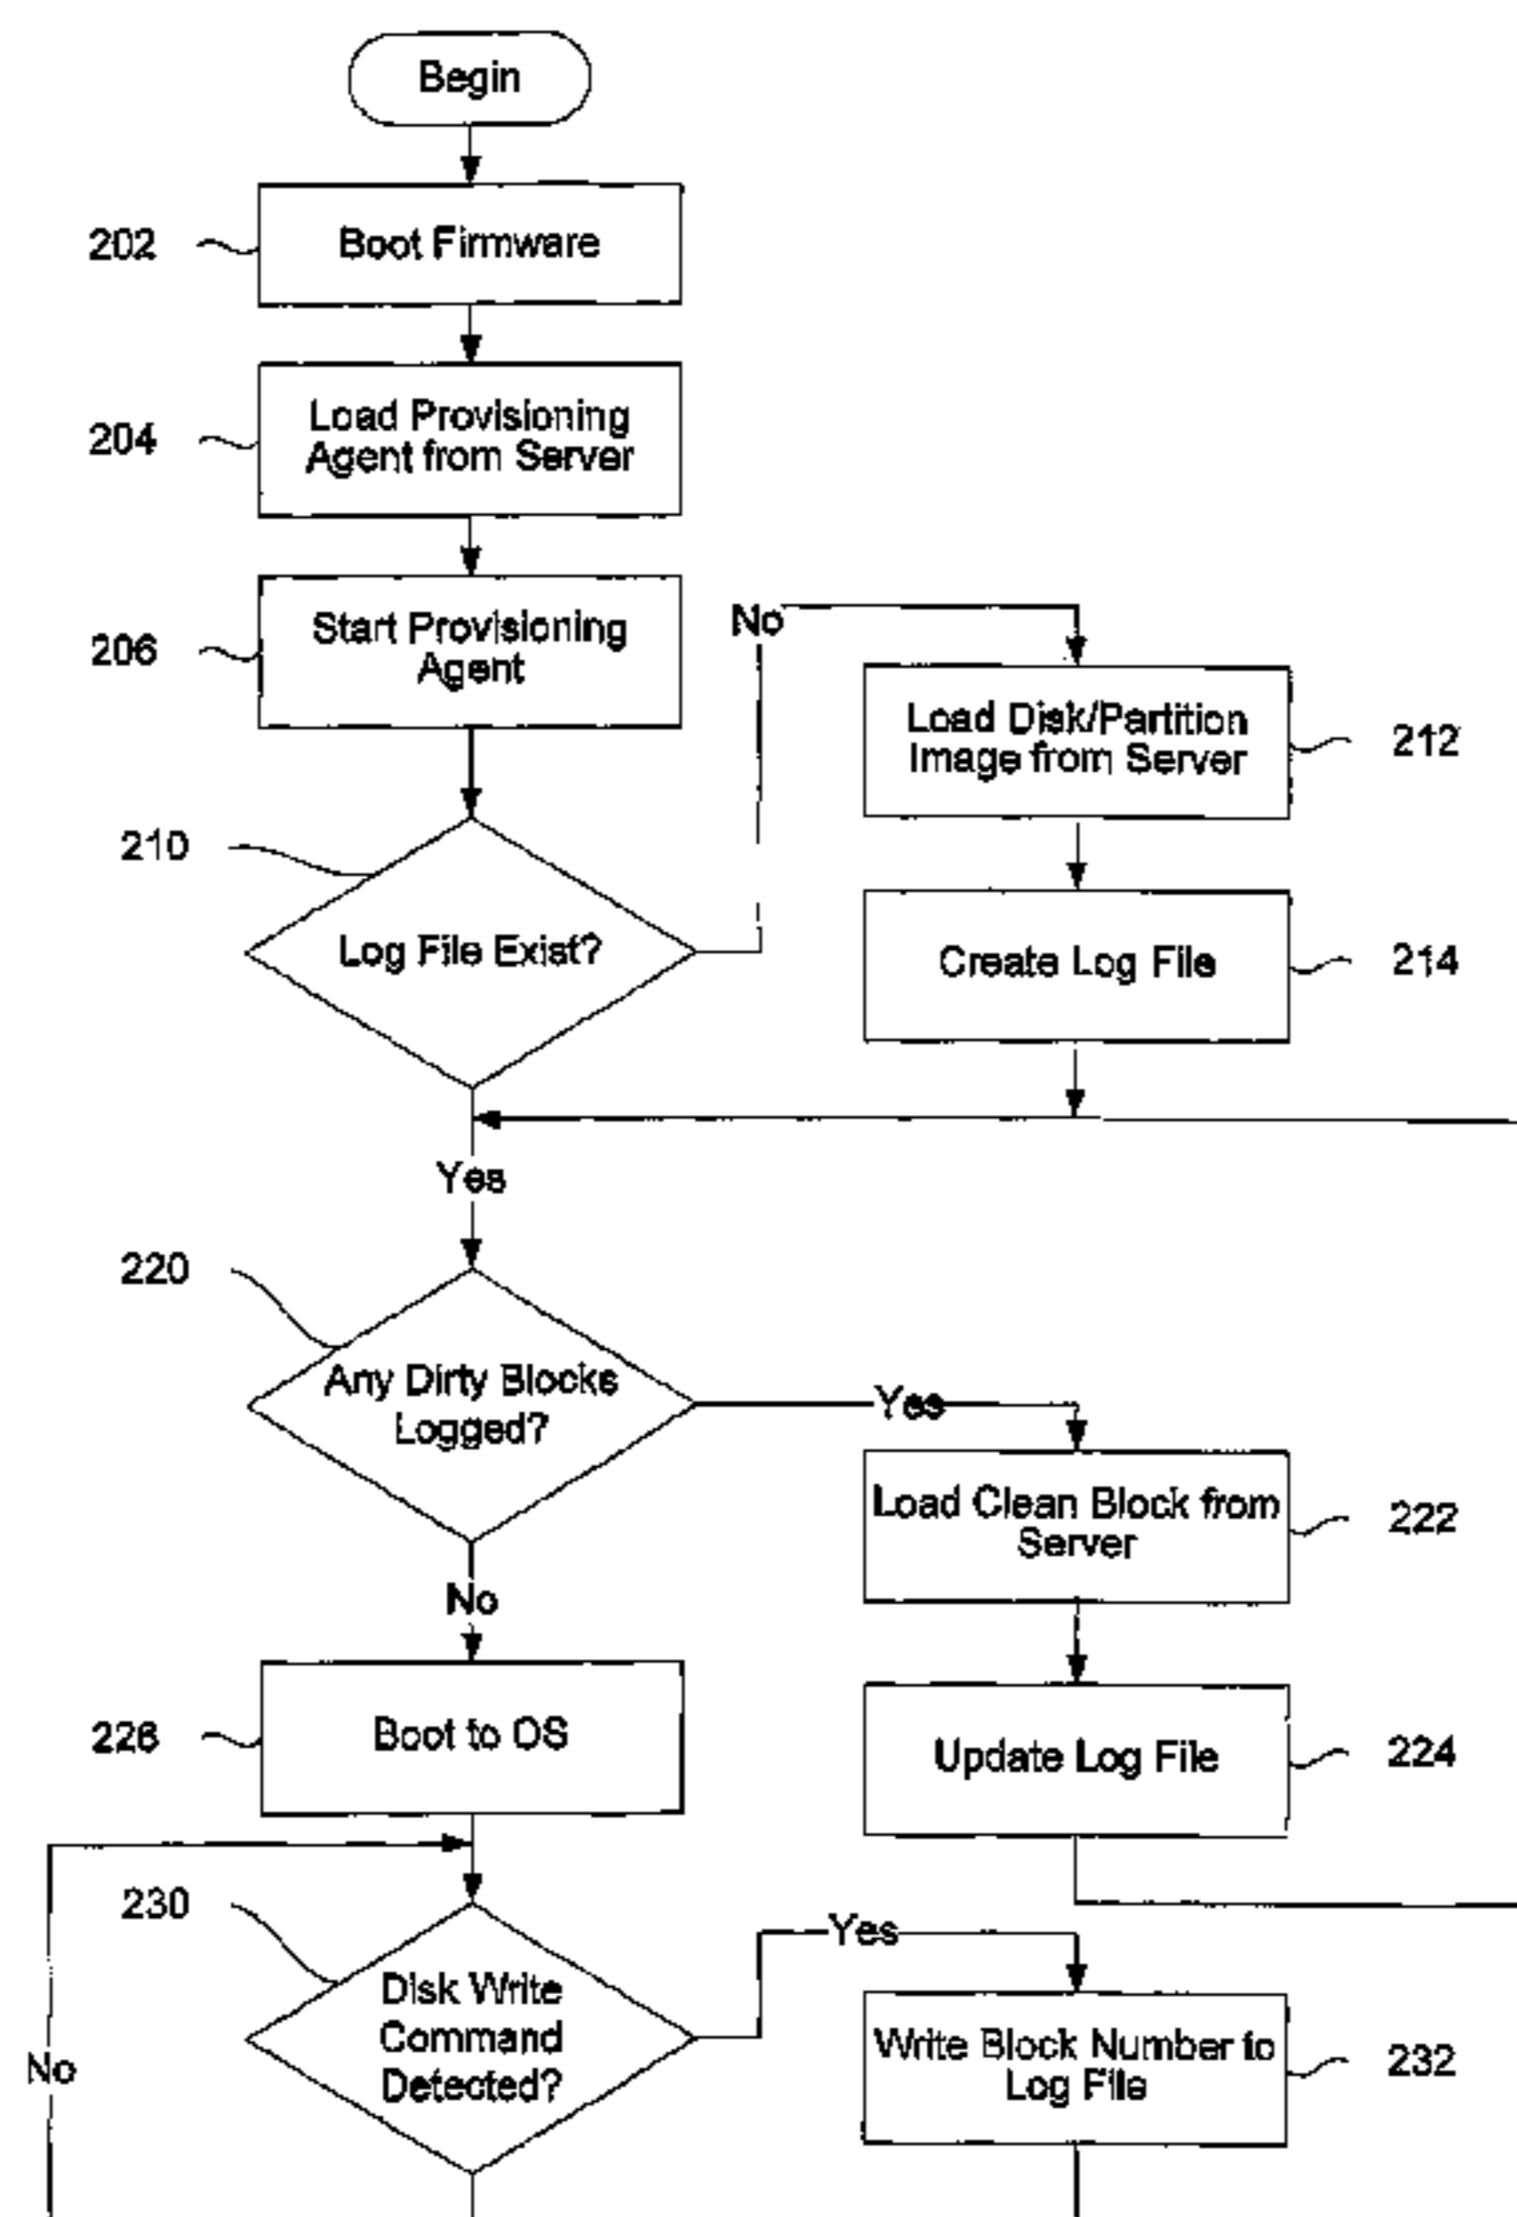 Begin
202
Boot Firmware
204
Load Provisioning
Agent from Server
206
Start Provisioning
Agent
No
Load Disk/Partition
Image from Server
212
210
Log File Exist?
Create Log File
214
Yes
220
Any Dirty Blocks
Logged?
Yes
Load Clean Block from
Server
222
No
226
Boot to OS
Update Log File
224
230
Disk Write
Command
Detected?
Yes
Write Block Number to
Log File
232
No